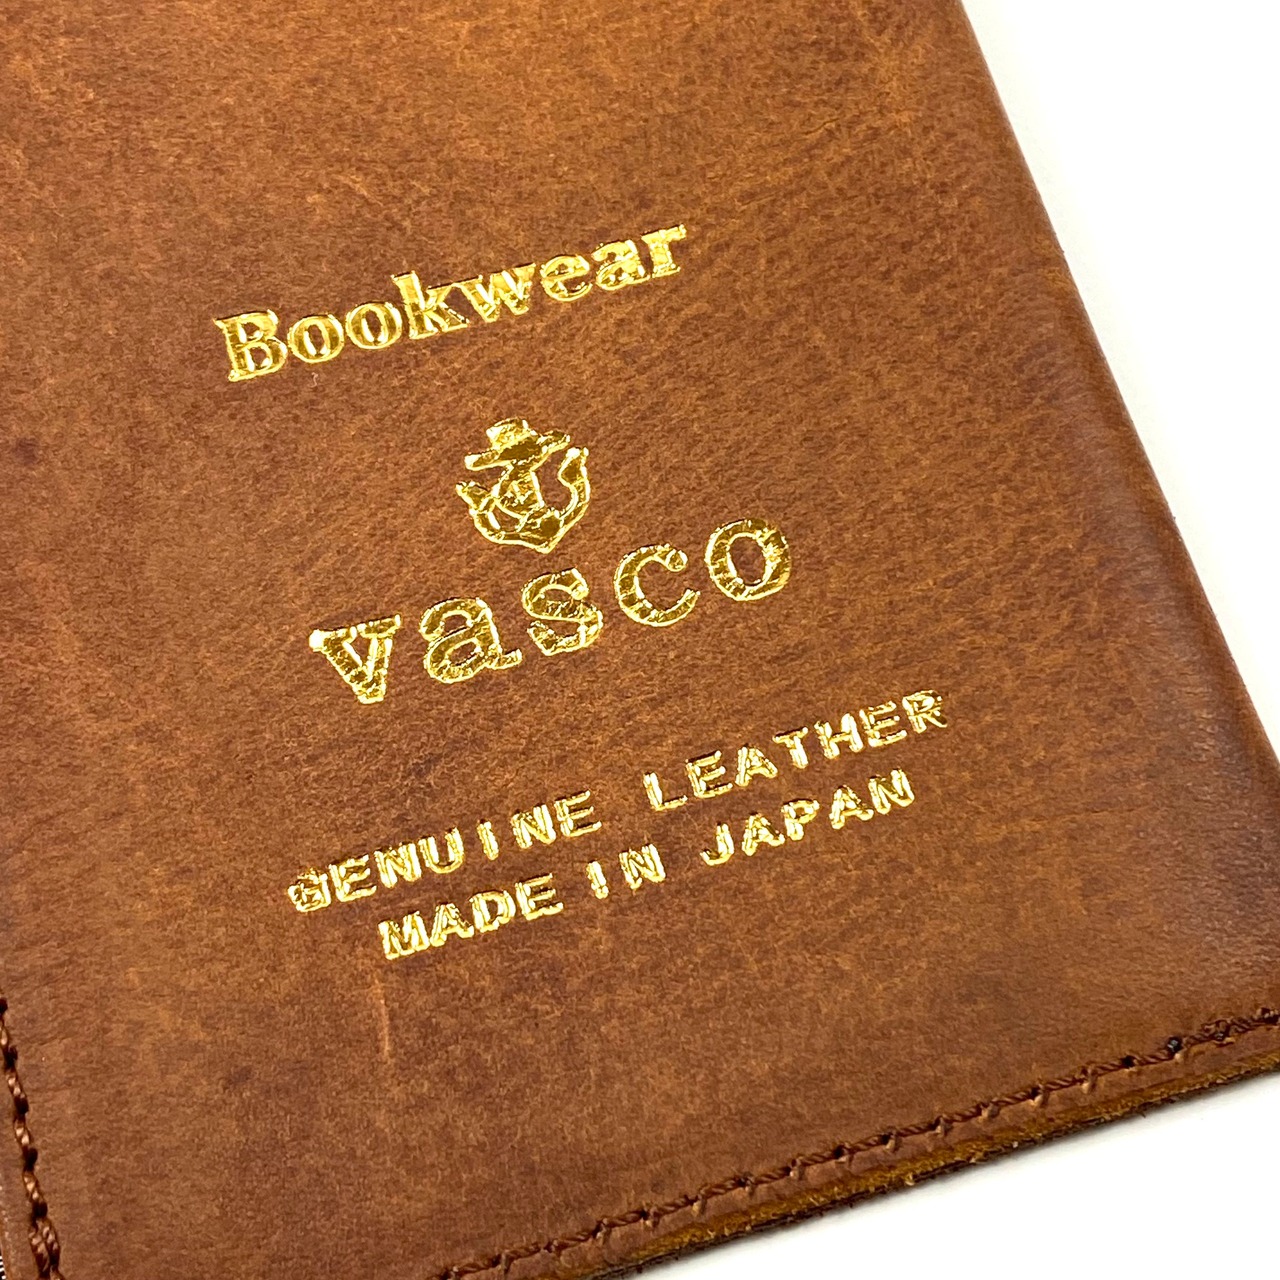 Bookwear
vasco
GENUINE LEATHER
MADE IN JAPAN